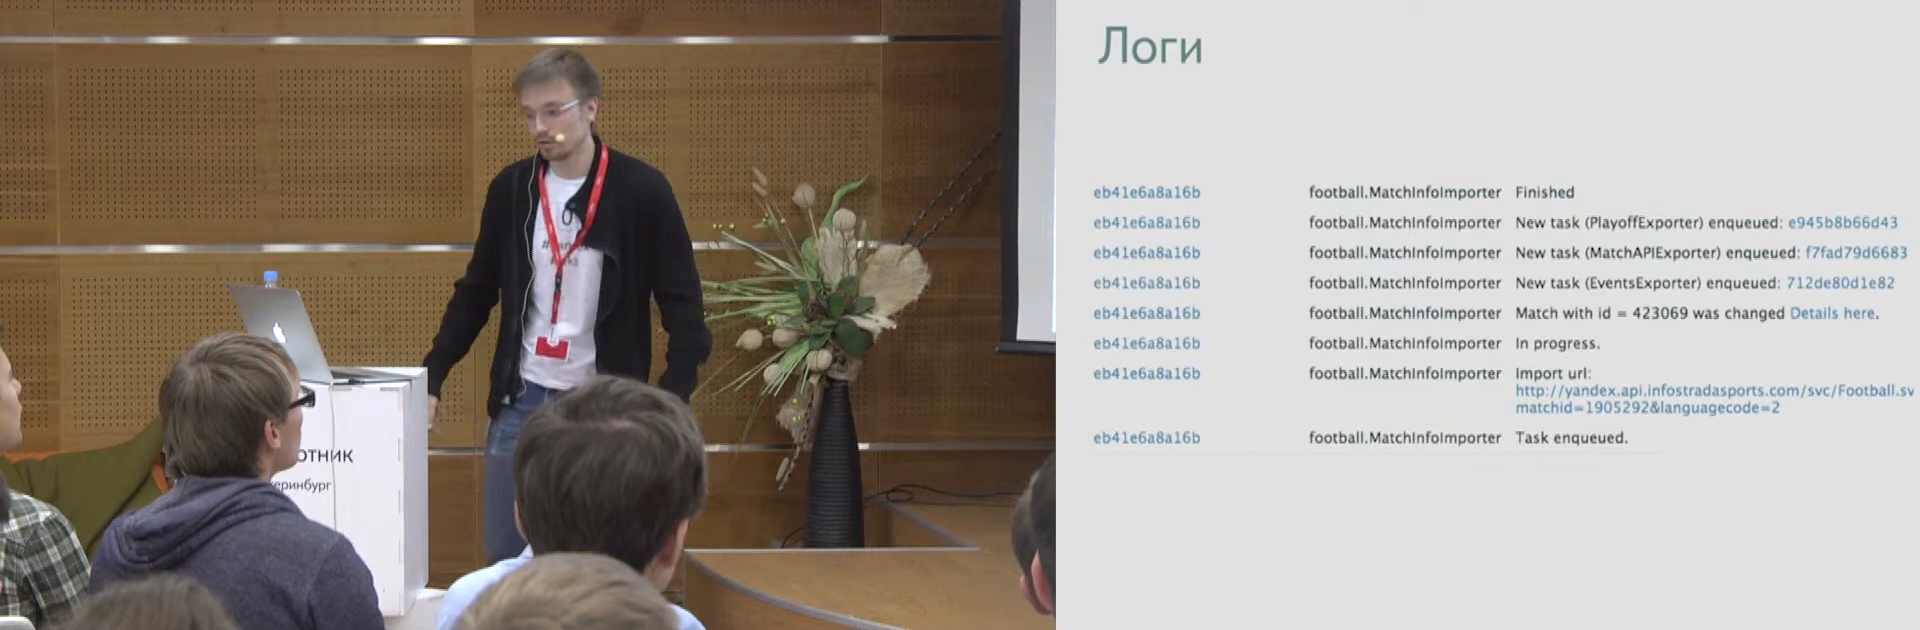 Логи
eb41e6a8a16b football.MatchInfoImporter Finished
eb41e6a8a16b football.MatchInfoImporter New task (PlayoffExporter) enqueued: e945b8b66d43
eb41e6a8a16b football.MatchInfoImporter New task (MatchAPIExporter) enqueued: f7fad79d6683
eb41e6a8a16b football.MatchInfoImporter New task (EventsExporter) enqueued: 712de80d1e82
eb41e6a8a16b football.MatchInfoImporter Match with id = 423069 was changed Details here.
eb41e6a8a16b football.MatchInfoImporter In progress.
eb41e6a8a16b football.MatchInfoImporter Import url:
http://yandex.api.infostradasports.com/svc/Football.sv
matchid=1905292&languagecode=2
eb41e6a8a16b football.MatchInfoImporter Task enqueued.
отник
еринбург